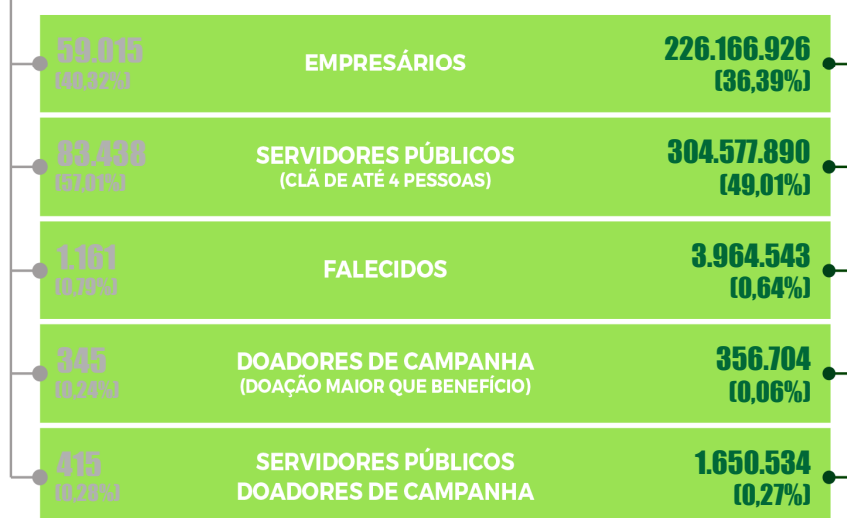 59.015
(40,32%)
EMPRESÁRIOS
226.166.926
(36,39%)
83.438
(57,01%)
SERVIDORES PÚBLICOS
(CLÃ DE ATÉ 4 PESSOAS)
304.577.890
(49,01%)
1.161
(0,79%)
FALECIDOS
3.964.543
(0,64%)
345
(0,24%)
DOADORES DE CAMPANHA
(DOAÇÃO MAIOR QUE BENEFÍCIO)
356.704
(0,06%)
415
(0,28%)
SERVIDORES PÚBLICOS
DOADORES DE CAMPANHA
1.650.534
(0,27%)